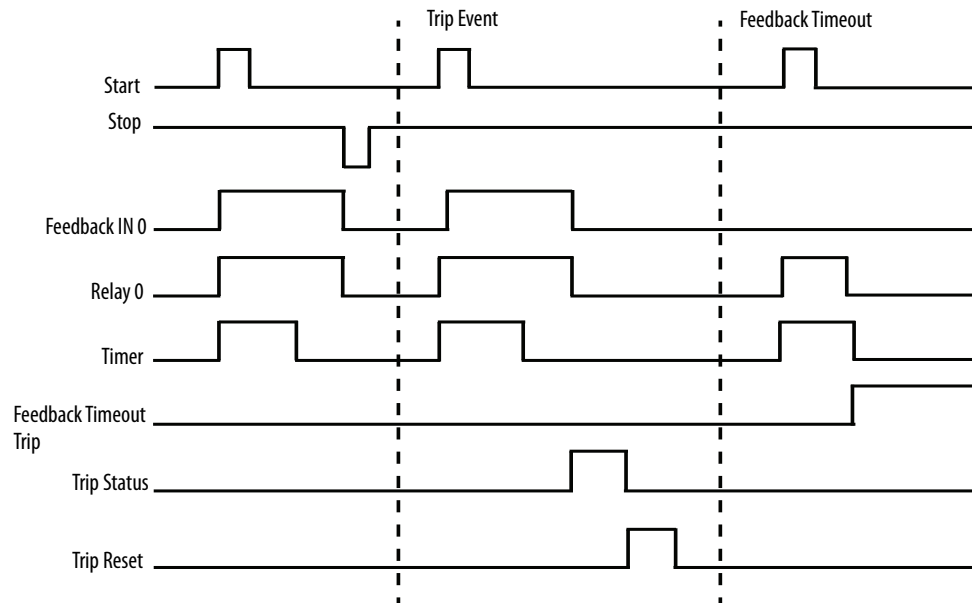 Trip Event
Feedback Timeout
Start
Stop
Feedback IN 0
Relay 0
Timer
Feedback Timeout
Trip
Trip Status
Trip Reset